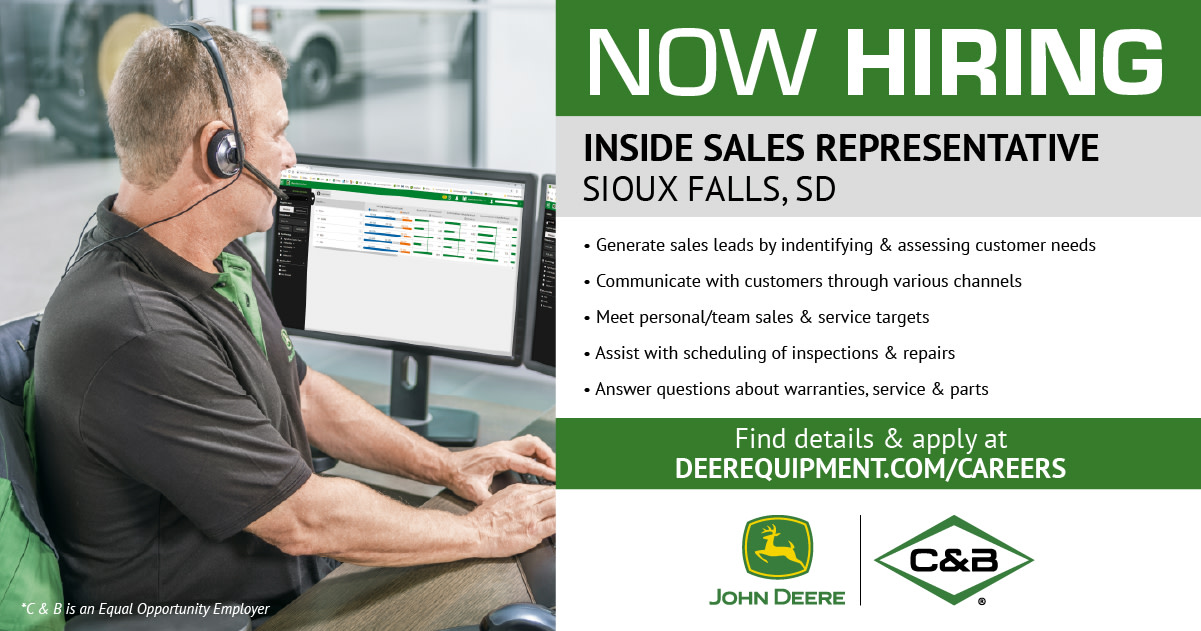 NOW HIRING
INSIDE SALES REPRESENTATIVE
SIOUX FALLS, SD
• Generate sales leads by indentifying & assessing customer needs
• Communicate with customers through various channels
• Meet personal/team sales & service targets
• Assist with scheduling of inspections & repairs
• Answer questions about warranties, service & parts
Find details & apply at
DEEREQUIPMENT.COM/CAREERS
JOHN DEERE
C&B
®
*C & B is an Equal Opportunity Employer